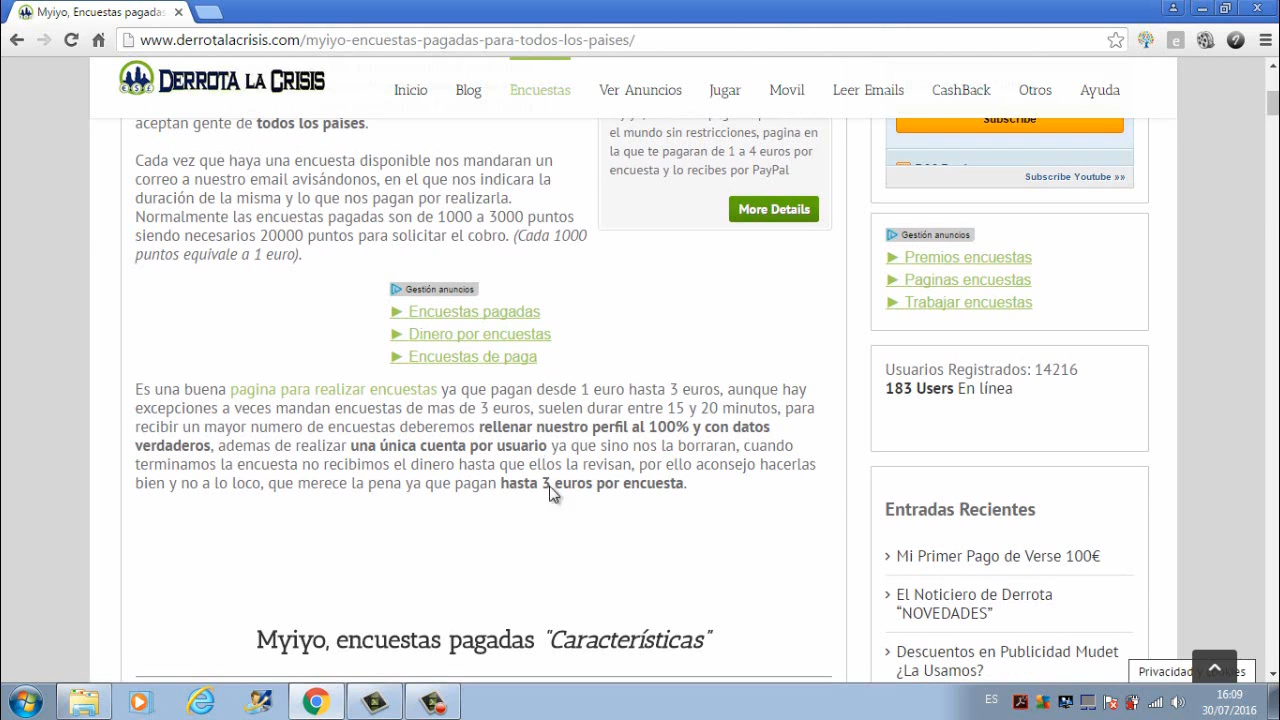 Myiyo, Encuestas pagadas
www.derrotalacrisis.com/myiyo-encuestas-pagadas-para-todos-los-paises/
DERROTA LA CRISIS
Inicio
Blog
Encuestas
Ver Anuncios
Jugar
Movil
Leer Emails
CashBack
Otros
Ayuda
aceptan gente de todos los países.
Cada vez que haya una encuesta disponible nos mandaran un
correo a nuestro email avisándonos, en el que nos indicara la
duración de la misma y lo que nos pagan por realizarla.
Normalmente las encuestas pagadas son de 1000 a 3000 puntos
siendo necesarios 20000 puntos para solicitar el cobro. (Cada 1000
puntos equivale a 1 euro).
el mundo sin restricciones, pagina en
la que te pagaran de 1 a 4 euros por
encuesta y lo recibes por PayPal
More Details
Gestión anuncios
► Encuestas pagadas
► Dinero por encuestas
► Encuestas de paga
Es una buena pagina para realizar encuestas ya que pagan desde 1 euro hasta 3 euros, aunque hay
excepciones a veces mandan encuestas de mas de 3 euros, suelen durar entre 15 y 20 minutos, para
recibir un mayor numero de encuestas deberemos rellenar nuestro perfil al 100% y con datos
verdaderos, ademas de realizar una única cuenta por usuario ya que sino nos la borraran, cuando
terminamos la encuesta no recibimos el dinero hasta que ellos la revisan, por ello aconsejo hacerlas
bien y no a lo loco, que merece la pena ya que pagan hasta 3 euros por encuesta.
Myiyo, encuestas pagadas "Características"
Subscribe
Subscribe Youtube »»
Gestión anuncios
► Premios encuestas
► Paginas encuestas
► Trabajar encuestas
Usuarios Registrados: 14216
183 Users En línea
Entradas Recientes
› Mi Primer Pago de Verse 100€
› El Noticiero de Derrota
"NOVEDADES"
› Descuentos en Publicidad Mudet
¿La Usamos?
Privacidad y cookies
ES
16:09
30/07/2016